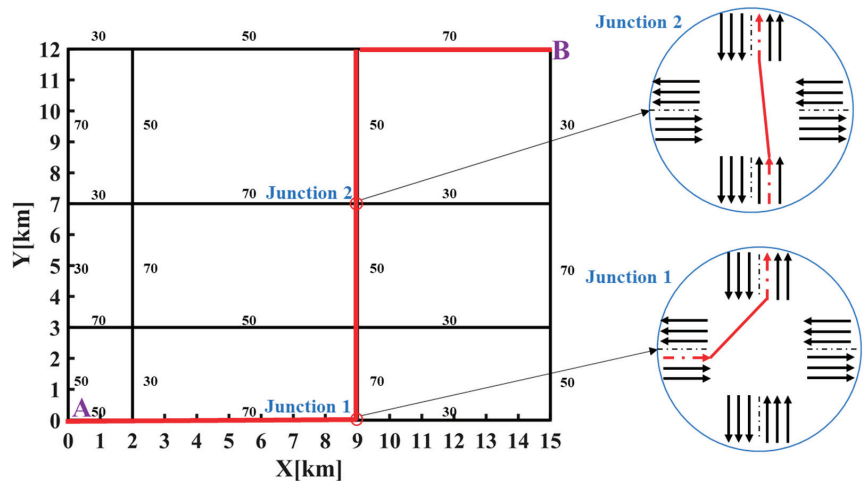 30 50 70
Junction 2
12
B
11
10
70 50 50 30
9
8
Junction 2
30 70 30
7
6
Y[km]
5
30 70 50 70
4
70 50 30
3
Junction 1
2
50 30 70 50
1
A
Junction 1
50 70 30
0
0 1 2 3 4 5 6 7 8 9 10 11 12 13 14 15
X[km]